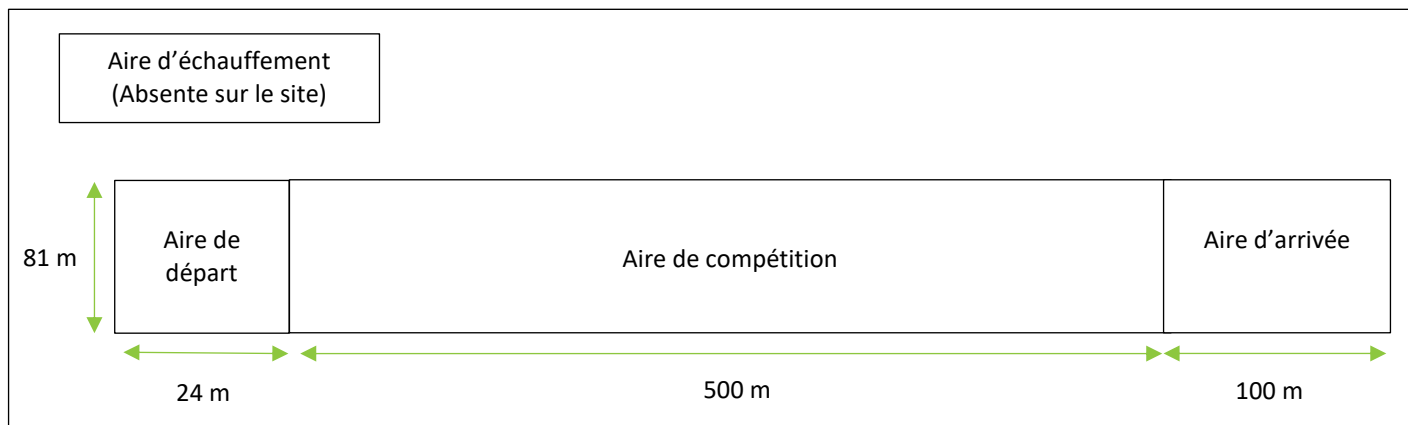 Aire d’échauffement
(Absente sur le site)
81 m
Aire de
départ
Aire de compétition
Aire d’arrivée
24 m
500 m
100 m